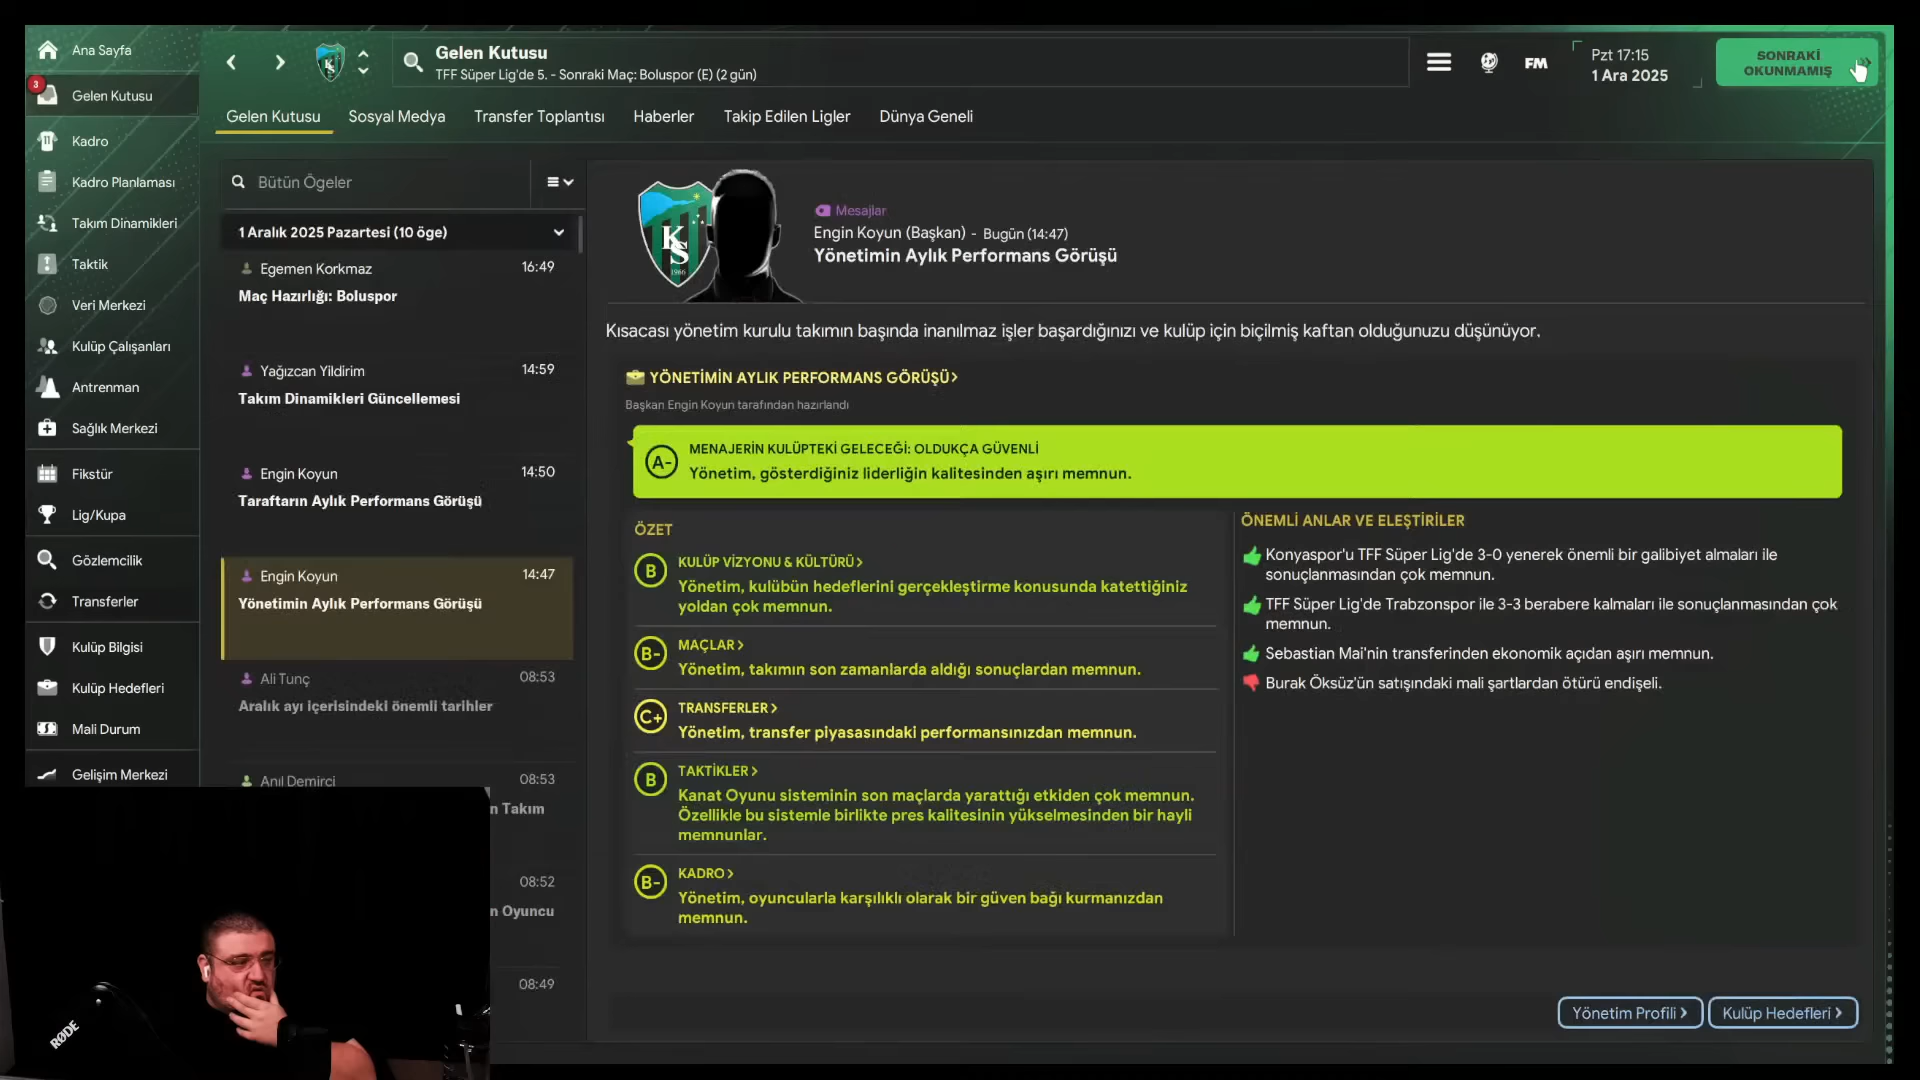 Ana Sayfa
3
Gelen Kutusu
Kadro
Kadro Planlaması
Takım Dinamikleri
Taktik
Veri Merkezi
Kulüp Çalışanları
Antrenman
Sağlık Merkezi
Fikstür
Lig/Kupa
Gözlemcilik
Transferler
Kulüp Bilgisi
Kulüp Hedefleri
Mali Durum
Gelişim Merkezi
Gelen Kutusu
TFF Süper Lig'de 5. - Sonraki Maç: Boluspor (E) (2 gün)
FM
Pzt 17:15
1 Ara 2025
SONRAKİ
OKUNMAMIŞ
Gelen Kutusu
Sosyal Medya
Transfer Toplantısı
Haberler
Takip Edilen Ligler
Dünya Geneli
Bütün Ögeler
1 Aralık 2025 Pazartesi (10 öge)
Egemen Korkmaz 16:49
Maç Hazırlığı: Boluspor
Yağızcan Yildirim 14:59
Takım Dinamikleri Güncellemesi
Engin Koyun 14:50
Taraftarın Aylık Performans Görüşü
Engin Koyun 14:47
Yönetimin Aylık Performans Görüşü
Ali Tunç 08:53
Aralık ayı içerisindeki önemli tarihler
Anıl Demirci 08:53
n Takım
08:52
n Oyuncu
08:49
KS
1966
Mesajlar
Engin Koyun (Başkan) - Bugün (14:47)
Yönetimin Aylık Performans Görüşü
Kısacası yönetim kurulu takımın başında inanılmaz işler başardığınızı ve kulüp için biçilmiş kaftan olduğunuzu düşünüyor.
YÖNETİMİN AYLIK PERFORMANS GÖRÜŞÜ
Başkan Engin Koyun tarafından hazırlandı
A-
MENAJERİN KULÜPTEKİ GELECEĞİ: OLDUKÇA GÜVENLİ
Yönetim, gösterdiğiniz liderliğin kalitesinden aşırı memnun.
ÖZET
B
KULÜP VİZYONU & KÜLTÜRÜ
Yönetim, kulübün hedeflerini gerçekleştirme konusunda katettiğiniz
yoldan çok memnun.
B-
MAÇLAR
Yönetim, takımın son zamanlarda aldığı sonuçlardan memnun.
C+
TRANSFERLER
Yönetim, transfer piyasasındaki performansınızdan memnun.
B
TAKTİKLER
Kanat Oyunu sisteminin son maçlarda yarattığı etkiden çok memnun.
Özellikle bu sistemle birlikte pres kalitesinin yükselmesinden bir hayli
memnunlar.
B-
KADRO
Yönetim, oyuncularla karşılıklı olarak bir güven bağı kurmanızdan
memnun.
ÖNEMLİ ANLAR VE ELEŞTİRİLER
Konyaspor'u TFF Süper Lig'de 3-0 yenerek önemli bir galibiyet almaları ile
sonuçlanmasından çok memnun.
TFF Süper Lig'de Trabzonspor ile 3-3 berabere kalmaları ile sonuçlanmasından çok
memnun.
Sebastian Mai'nin transferinden ekonomik açıdan aşırı memnun.
Burak Öksüz'ün satışındaki mali şartlardan ötürü endişeli.
Yönetim Profili
Kulüp Hedefleri
RØDE